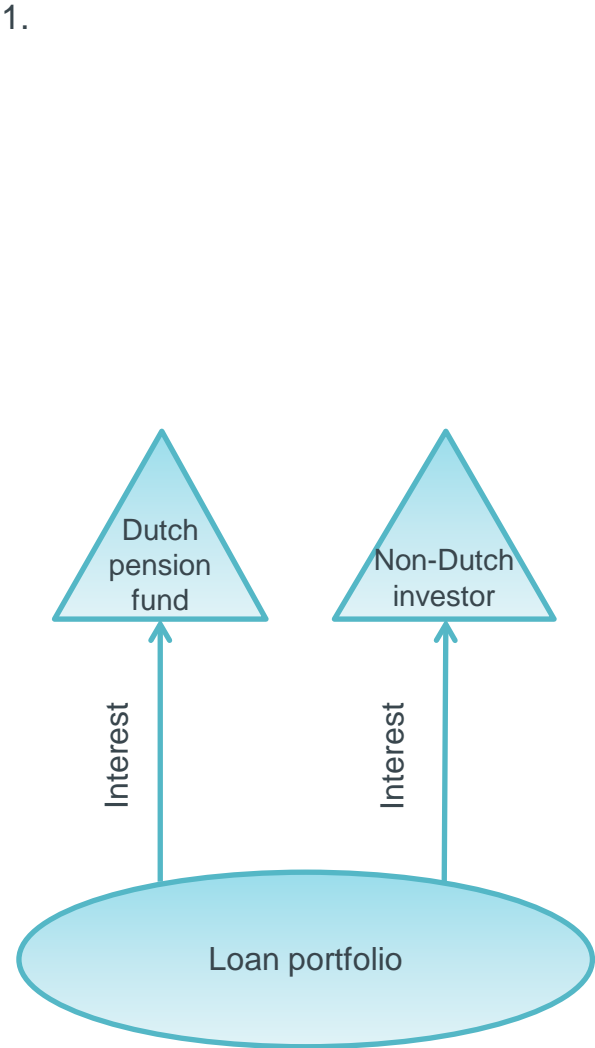 1.
Dutch
pension
fund
Non-Dutch
investor
Interest
Interest
Loan portfolio